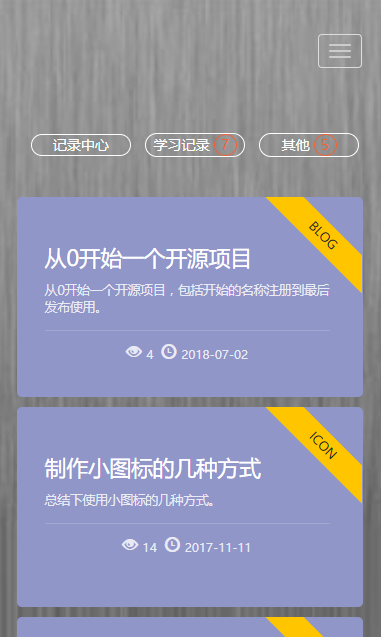 记录中心 学习记录 7 其他 5
BLOG
从0开始一个开源项目
从0开始一个开源项目，包括开始的名称注册到最后
发布使用。
4 2018-07-02
ICON
制作小图标的几种方式
总结下使用小图标的几种方式。
14 2017-11-11